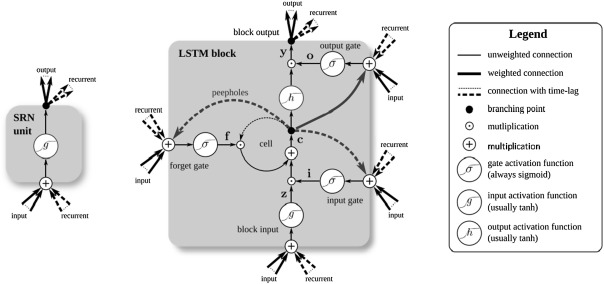 output
recurrent
SRN
unit
g
input
recurrent
output
recurrent
block output
LSTM block
y
o
output gate
σ
recurrent
input
h
peepholes
recurrent
f
σ
forget gate
input
cell
c
i
σ
input gate
recurrent
input
z
g
block input
input
recurrent
Legend
unweighted connection
weighted connection
connection with time-lag
branching point
mutliplication
multiplication
σ
gate activation function
(always sigmoid)
g
input activation function
(usually tanh)
h
output activation function
(usually tanh)